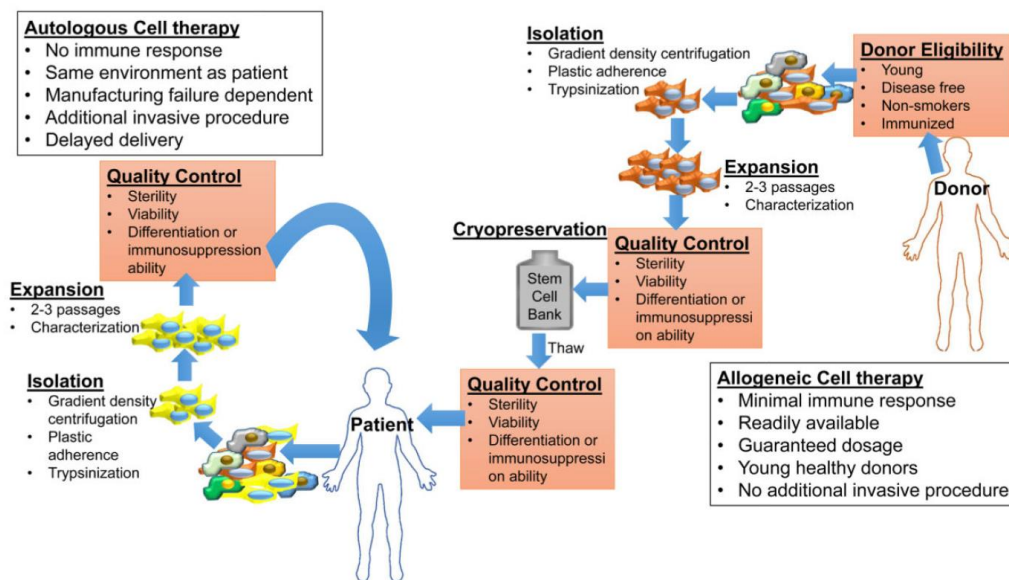 Autologous Cell therapy
• No immune response
• Same environment as patient
• Manufacturing failure dependent
• Additional invasive procedure
• Delayed delivery
Quality Control
• Sterility
• Viability
• Differentiation or
immunosuppression
ability
Expansion
• 2-3 passages
• Characterization
Isolation
• Gradient density
centrifugation
• Plastic
adherence
• Trypsinization
Patient
Isolation
• Gradient density centrifugation
• Plastic adherence
• Trypsinization
Donor Eligibility
• Young
• Disease free
• Non-smokers
• Immunized
Donor
Expansion
• 2-3 passages
• Characterization
Cryopreservation
Stem
Cell
Bank
Thaw
Quality Control
• Sterility
• Viability
• Differentiation or
immunosuppressi
on ability
Quality Control
• Sterility
• Viability
• Differentiation or
immunosuppressi
on ability
Allogeneic Cell therapy
• Minimal immune response
• Readily available
• Guaranteed dosage
• Young healthy donors
• No additional invasive procedure